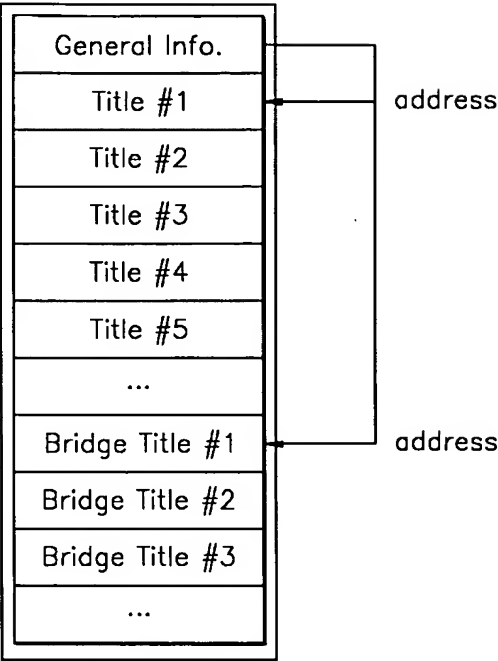 General Info.
Title #1
address
Title #2
Title #3
Title #4
Title #5
...
Bridge Title #1
address
Bridge Title #2
Bridge Title #3
...